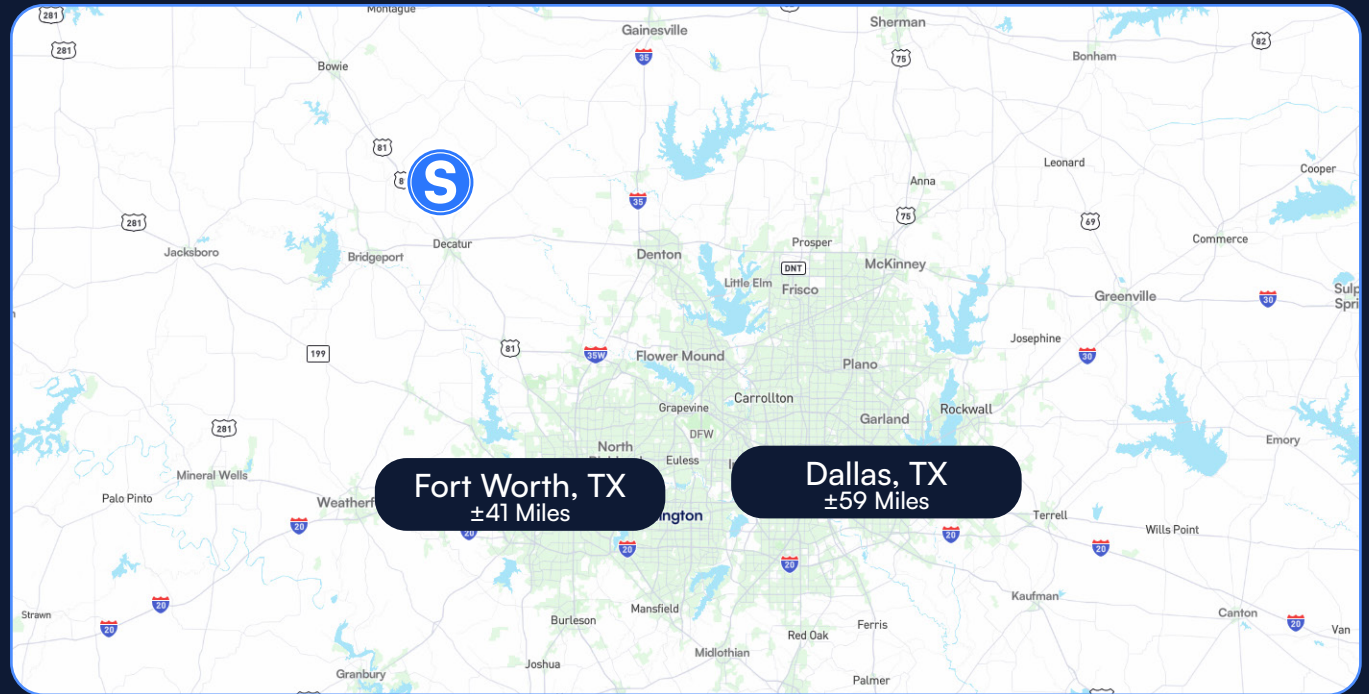 281
Montague
Gainesville
Sherman
281
35
75
82
Bowie
Bonham
81
Leonard
Cooper
S
Anna
35
75
69
281
Jacksboro
Decatur
Bridgeport
Denton
Prosper
McKinney
Commerce
DNT
Little Elm
Frisco
Greenville
30
Sulp
Spri
199
81
35W
Flower Mound
Josephine
30
Plano
Carrollton
Grapevine
Garland
Rockwall
281
DFW
North
Emory
Euless
Mineral Wells
Fort Worth, TX
±41 Miles
Dallas, TX
±59 Miles
Palo Pinto
Weatherf
ington
Terrell
20
20
20
20
20
20
Wills Point
20
Kaufman
Strawn
20
Mansfield
Burleson
Ferris
Canton
20
Van
Red Oak
Midlothian
Joshua
Granbury
Palmer